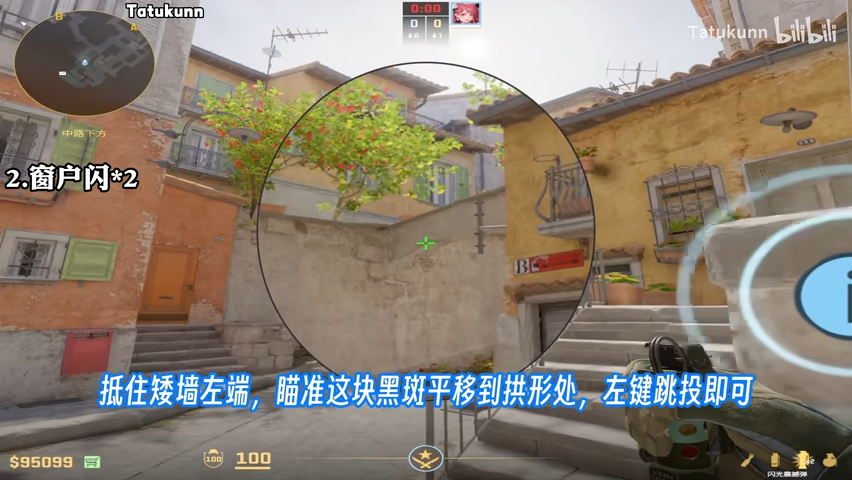 Tatukunn
B
A
0:00
0 0
Tatukunn bilibili
中路下方
2.窗户闪*2
B
抵住矮墙左端，瞄准这块黑斑平移到拱形处，左键跳投即可
$95099
100
100
闪光震撼弹